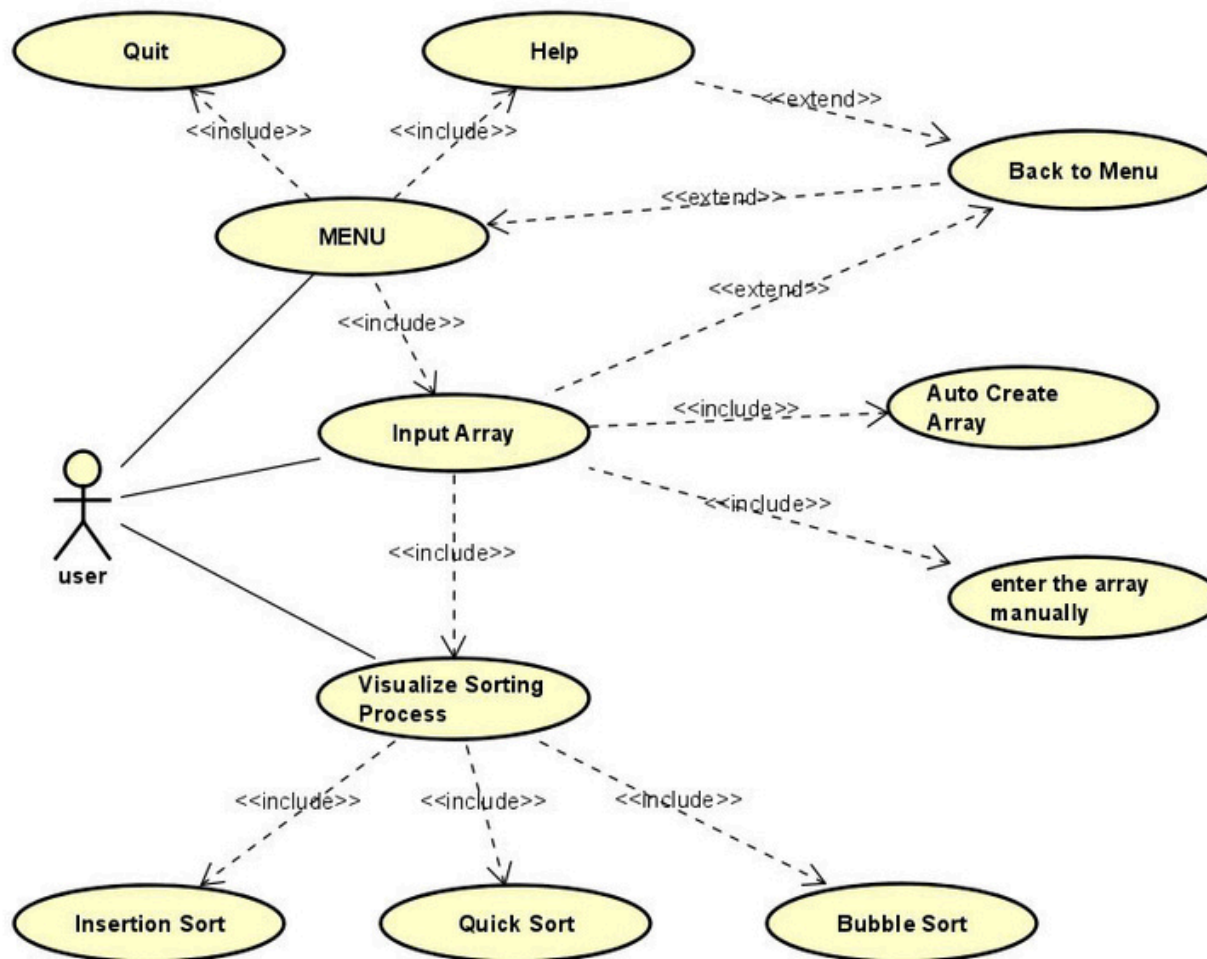 Quit
Help
<<extend>>
<<include>>
<<include>>
Back to Menu
<<extend>>
MENU
<<extend>>
<<include>>
Auto Create
Array
<<include>>
Input Array
<<include>>
user
<<include>>
enter the array
manually
Visualize Sorting
Process
<<include>>
<<include>>
<<include>>
Insertion Sort
Quick Sort
Bubble Sort